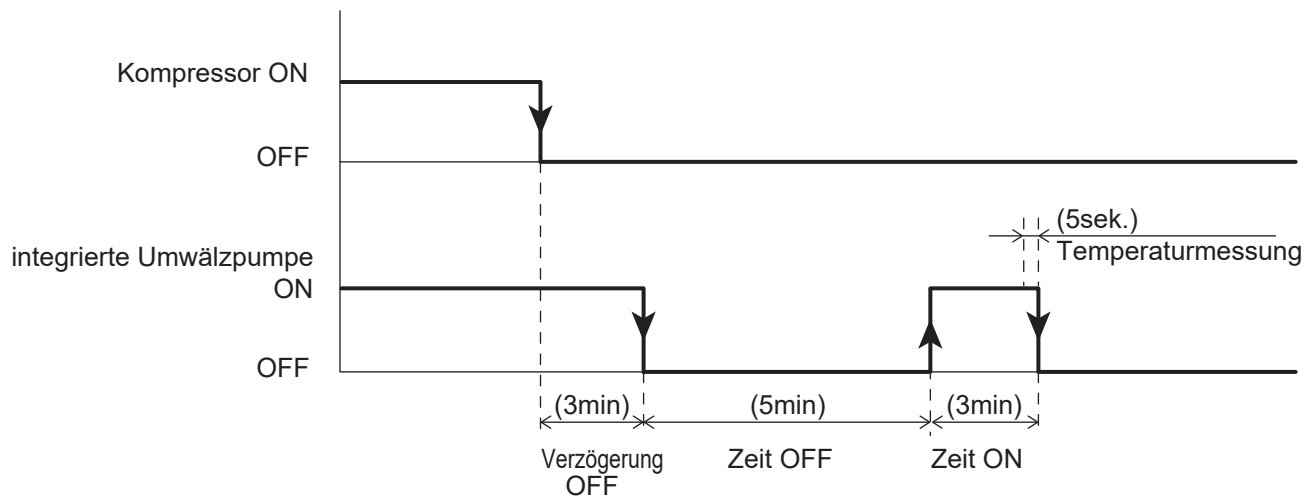 Kompressor ON
OFF
(5sek.)
Temperaturmessung
integrierte Umwälzpumpe
ON
OFF
(3min) (5min) (3min)
Verzögerung OFF Zeit OFF Zeit ON